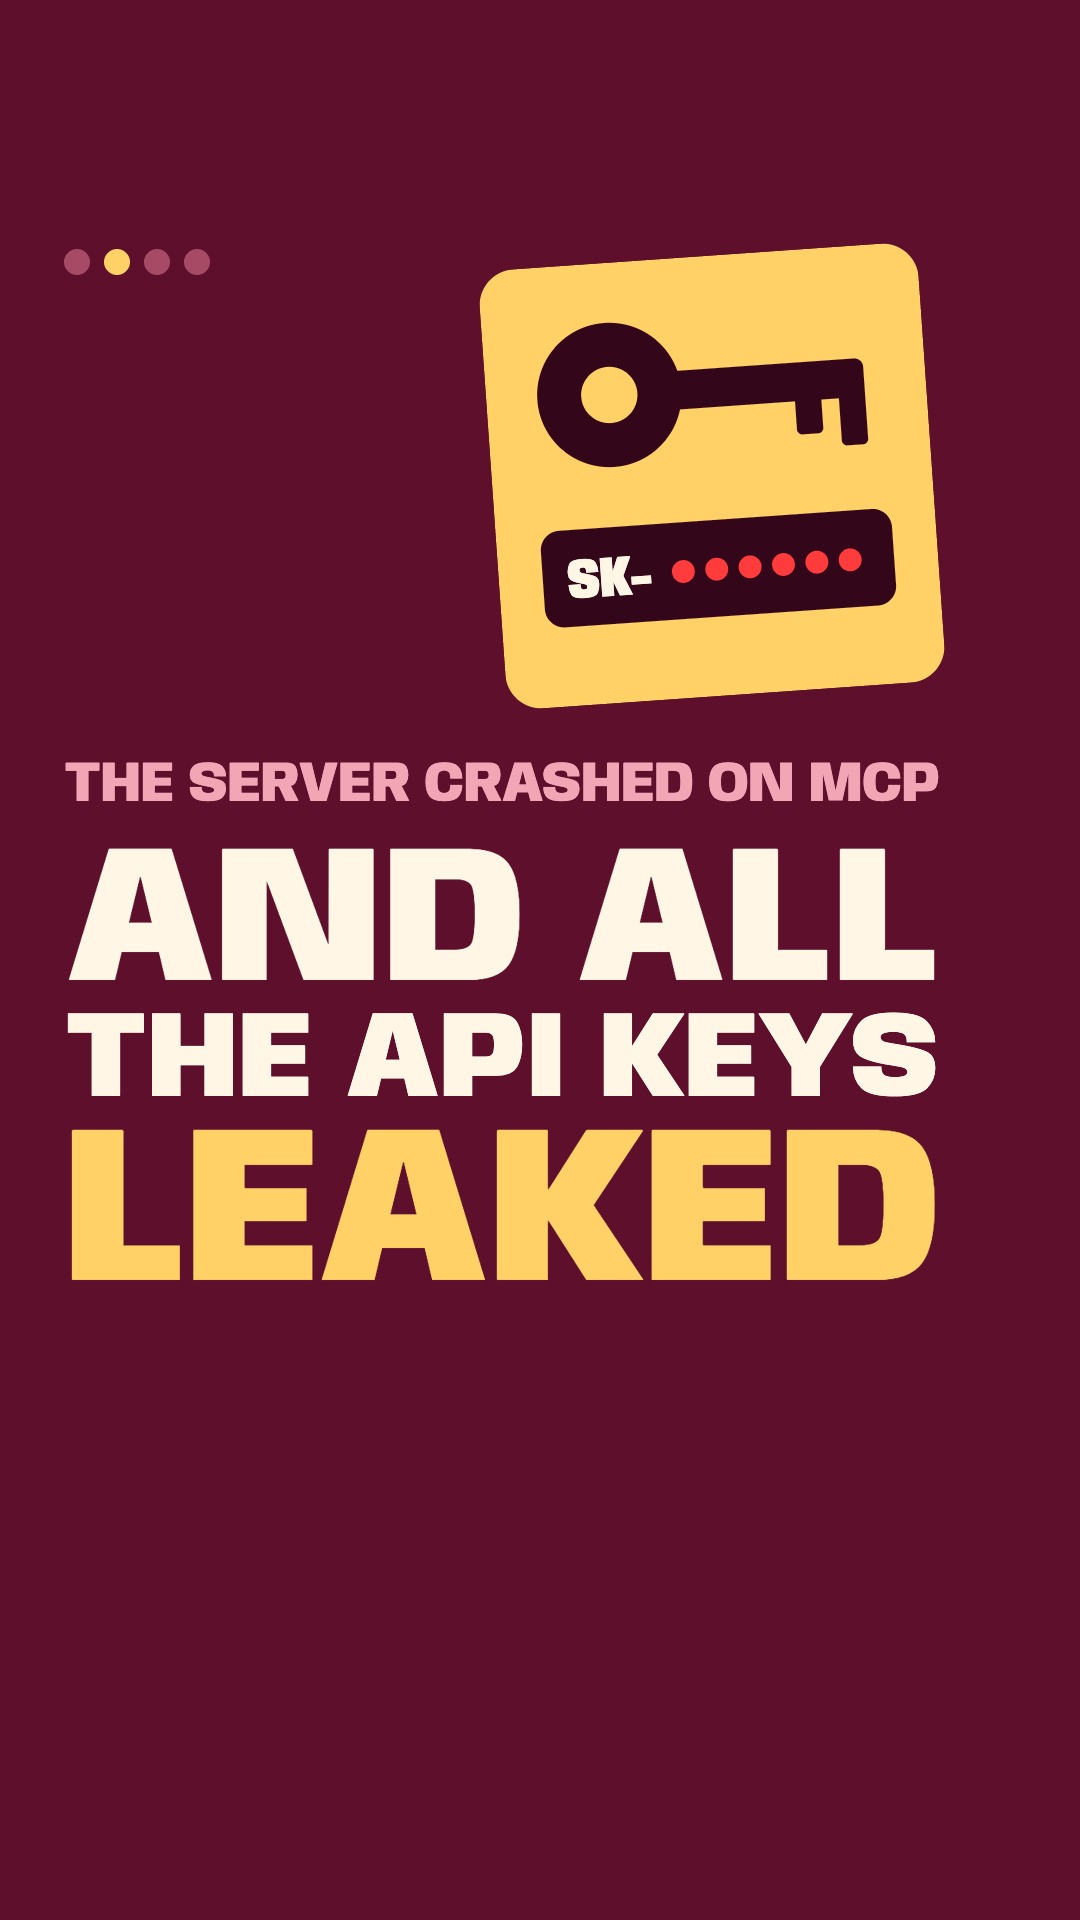 SK-
THE SERVER CRASHED ON MCP
AND ALL
THE API KEYS
LEAKED